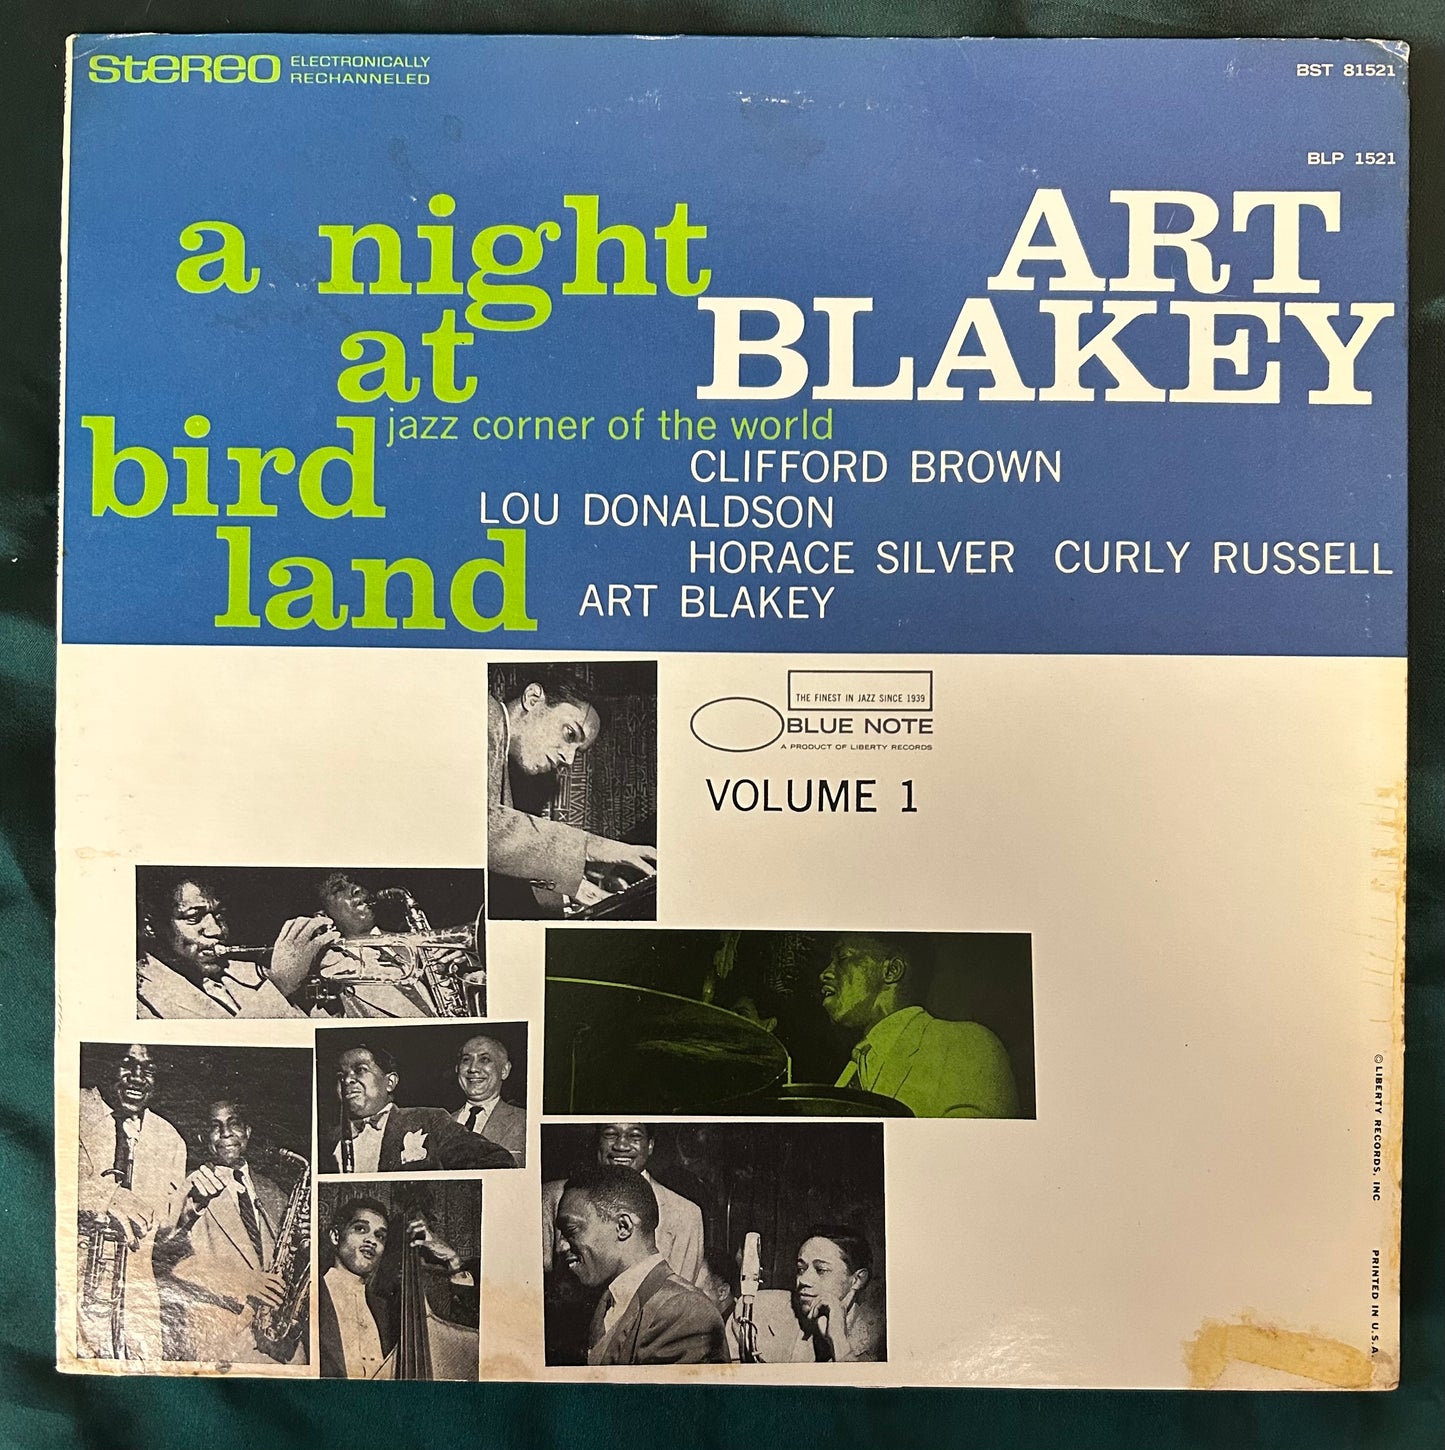 stereo ELECTRONICALLY
RECHANNELED
BST 81521
BLP 1521
a night
at
bird
land
ART
BLAKEY
jazz corner of the world
CLIFFORD BROWN
LOU DONALDSON
HORACE SILVER CURLY RUSSELL
ART BLAKEY
THE FINEST IN JAZZ SINCE 1939
BLUE NOTE
A PRODUCT OF LIBERTY RECORDS
VOLUME 1
© LIBERTY RECORDS, INC PRINTED IN U.S.A.